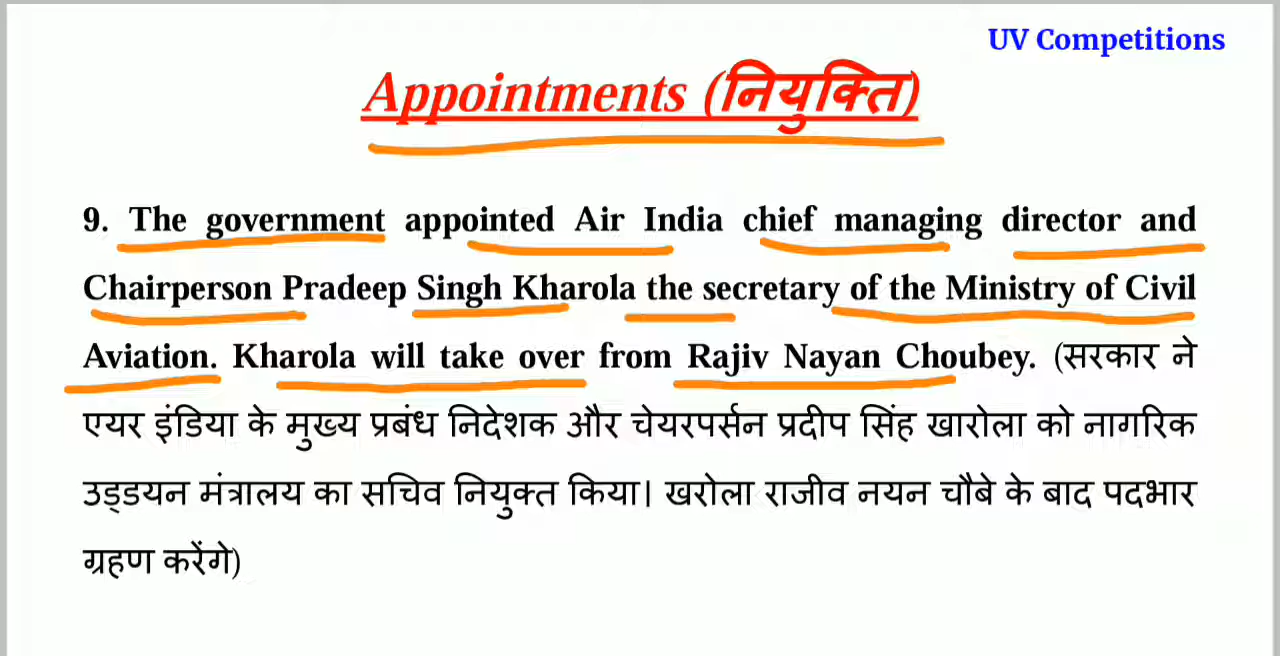 UV Competitions
Appointments (नियुक्ति)
9. The government appointed Air India chief managing director and
Chairperson Pradeep Singh Kharola the secretary of the Ministry of Civil
Aviation. Kharola will take over from Rajiv Nayan Choubey. (सरकार ने
एयर इंडिया के मुख्य प्रबंध निदेशक और चेयरपर्सन प्रदीप सिंह खारोला को नागरिक
उड्डयन मंत्रालय का सचिव नियुक्त किया। खरोला राजीव नयन चौबे के बाद पदभार
ग्रहण करेंगे)